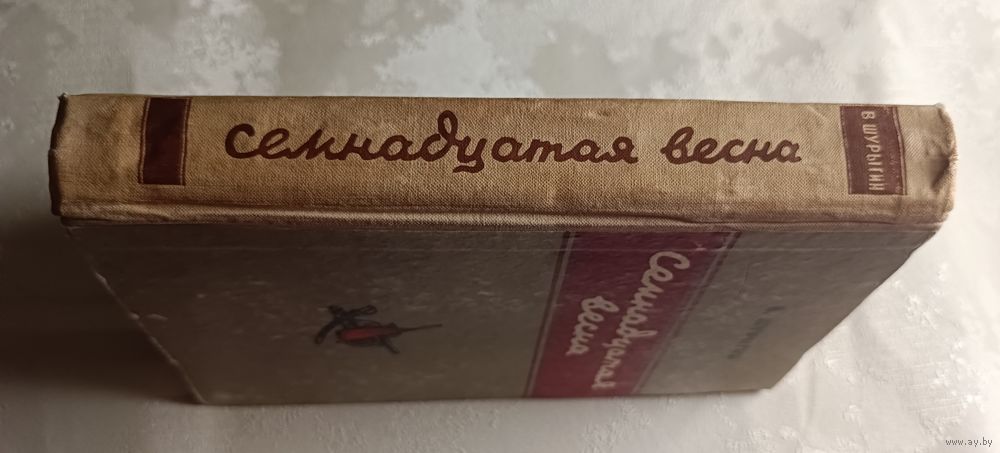 семнадцатая весна
В. ШУРЫГИН
Семнадцатая
весна
www.ay.by